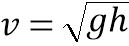 v = √gh